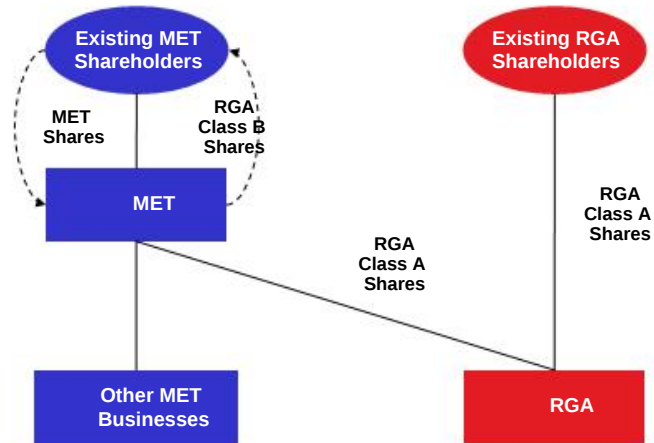 Existing MET
Shareholders
Existing RGA
Shareholders
MET
Shares
RGA
Class B
Shares
MET
RGA
Class A
Shares
RGA
Class A
Shares
Other MET
Businesses
RGA